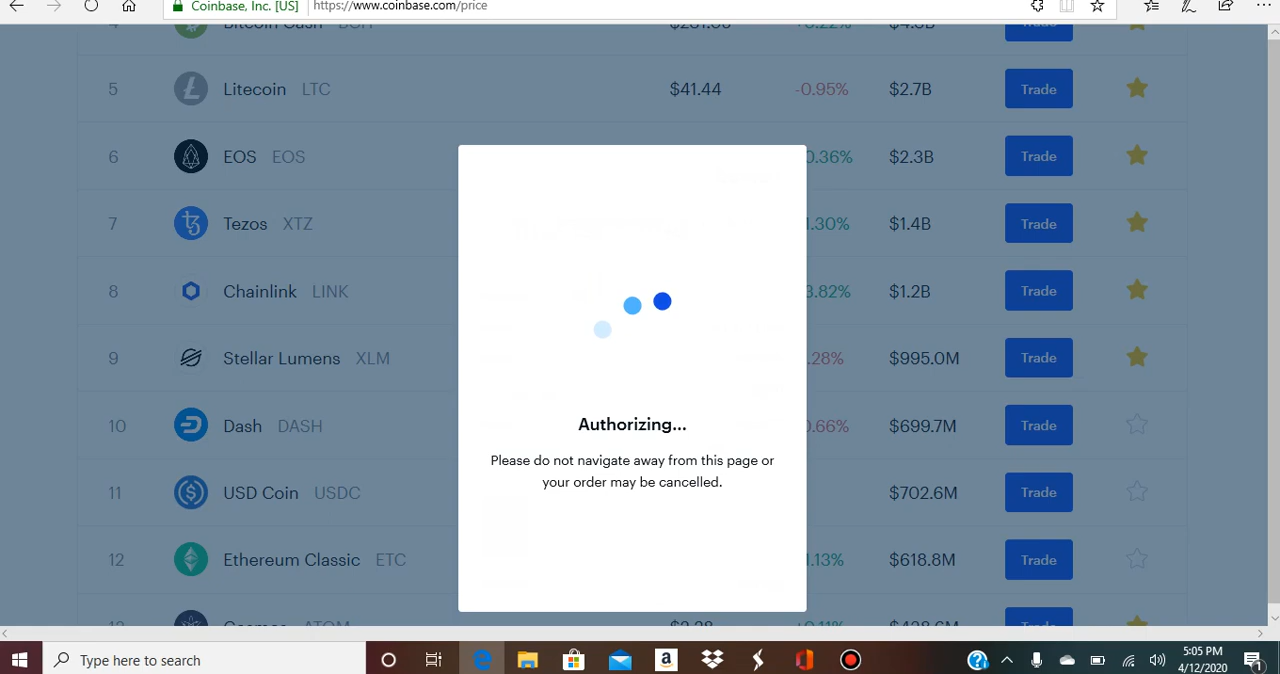 Coinbase, Inc. [US] https://www.coinbase.com/price
5 Litecoin LTC $41.44 -0.95% $2.7B Trade
6 EOS EOS 0.36% $2.3B Trade
7 Tezos XTZ .30% $1.4B Trade
8 Chainlink LINK 3.82% $1.2B Trade
9 Stellar Lumens XLM .28% $995.0M Trade
10 Dash DASH 0.66% $699.7M Trade
11 USD Coin USDC $702.6M Trade
12 Ethereum Classic ETC .13% $618.8M Trade
Authorizing...
Please do not navigate away from this page or
your order may be cancelled.
Type here to search
5:05 PM
4/12/2020
1